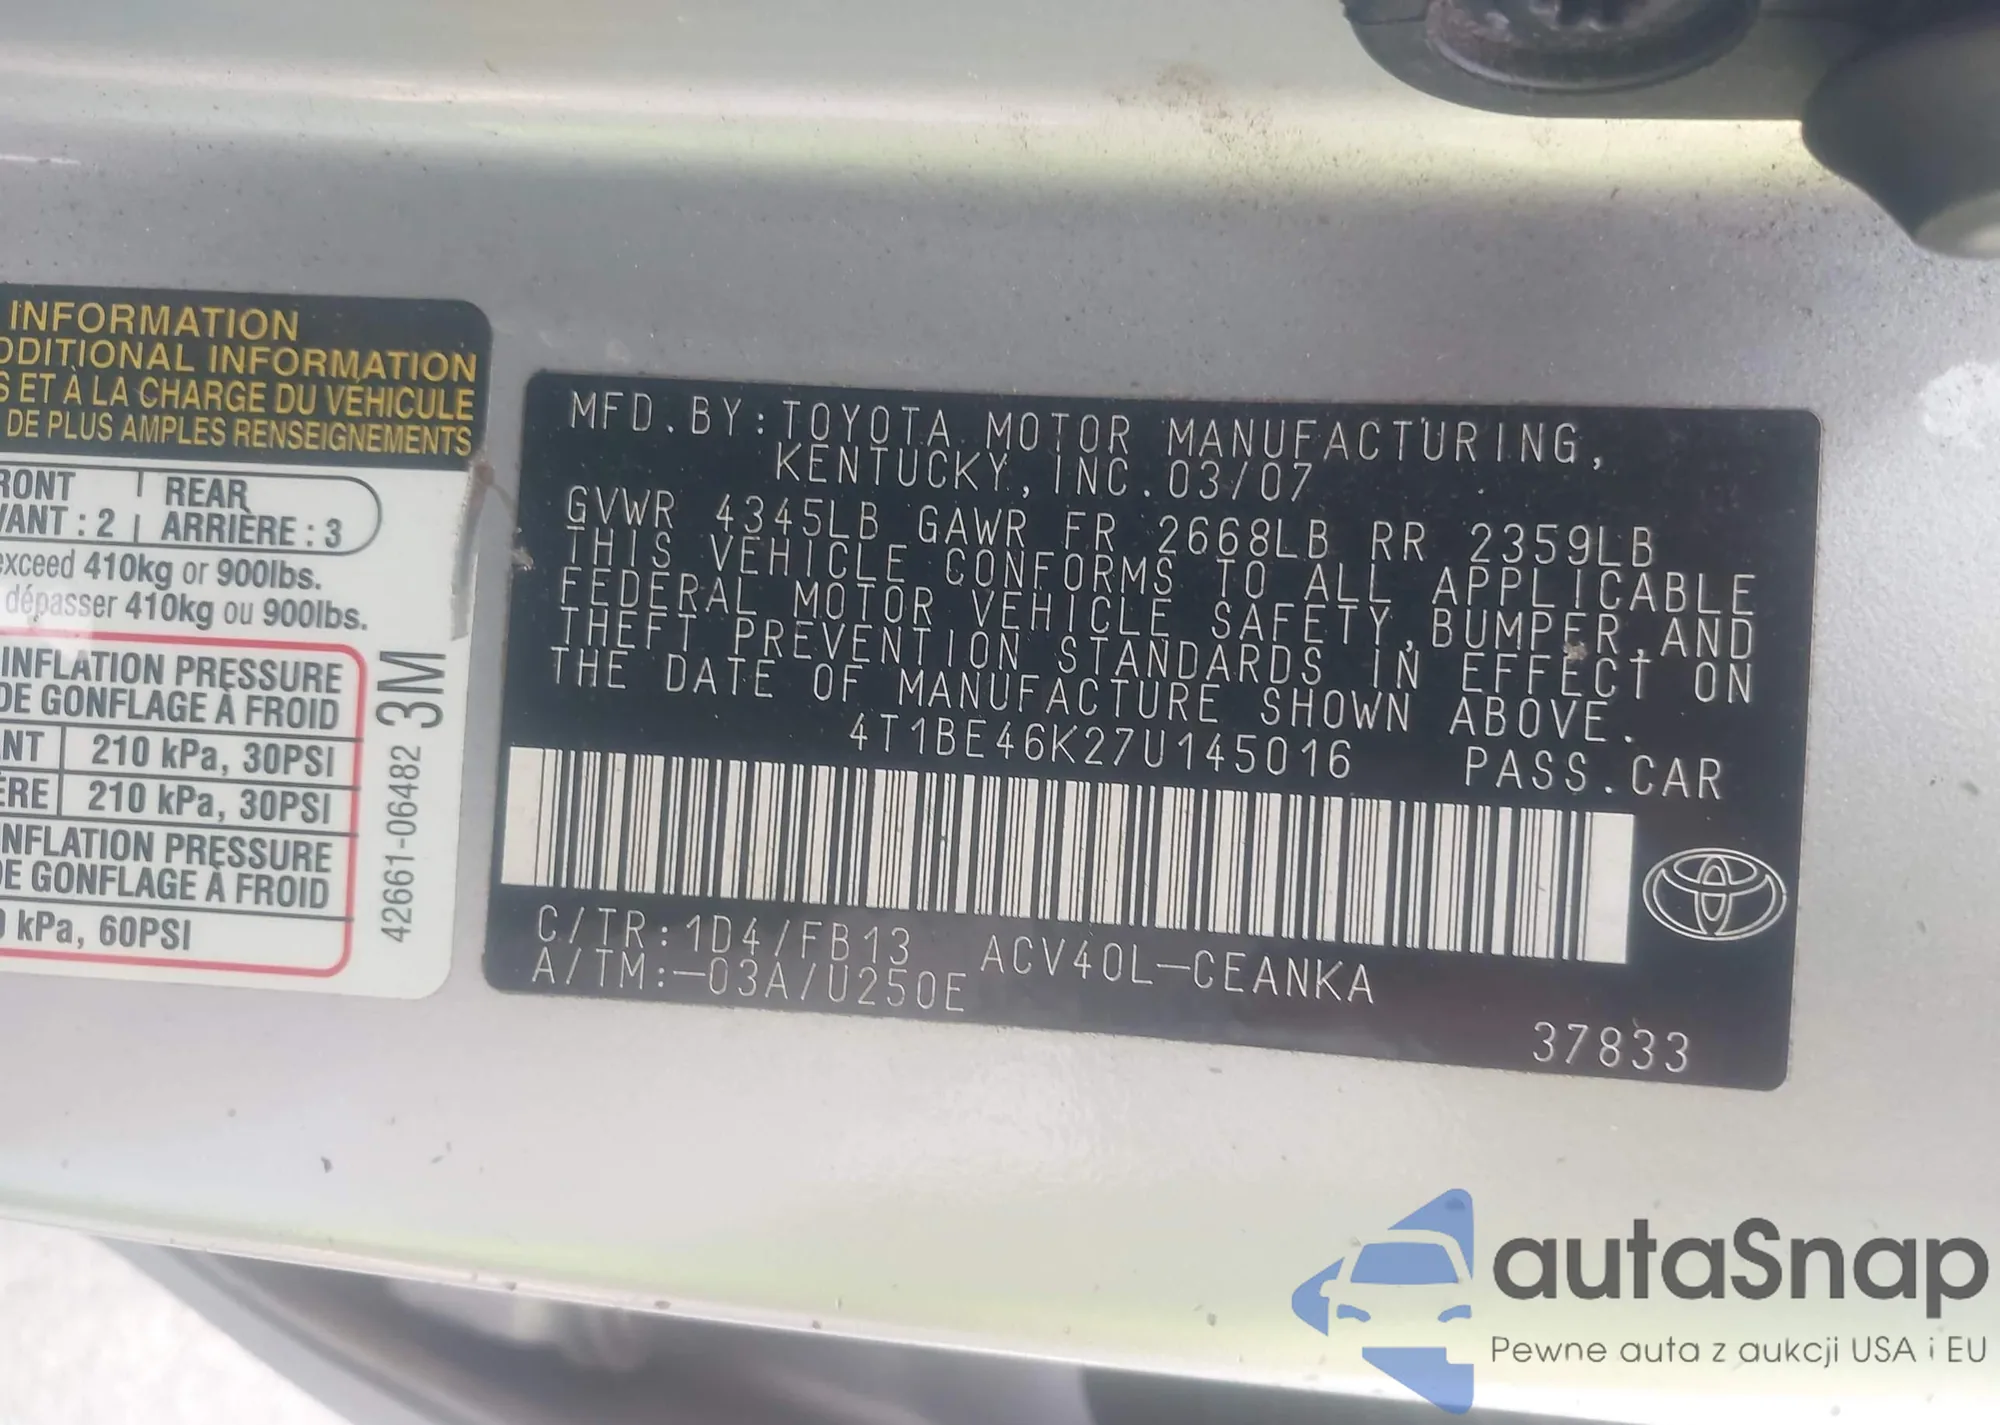 INFORMATION
DDITIONAL INFORMATION
S ET À LA CHARGE DU VÉHICULE
DE PLUS AMPLES RENSEIGNEMENTS
RONT REAR
VANT : 2 ARRIÈRE : 3
exceed 410kg or 900lbs.
dépasser 410kg ou 900lbs.
INFLATION PRESSURE
DE GONFLAGE À FROID
ANT 210 kPa, 30PSI
ÈRE 210 kPa, 30PSI
INFLATION PRESSURE
DE GONFLAGE À FROID
0 kPa, 60PSI
42661-06482 3M
MFD. BY: TOYOTA MOTOR MANUFACTURING,
KENTUCKY, INC. 03/07
GVWR 4345LB GAWR FR 2668LB RR 2359LB
THIS VEHICLE CONFORMS TO ALL APPLICABLE
FEDERAL MOTOR VEHICLE SAFETY, BUMPER, AND
THEFT PREVENTION STANDARDS IN EFFECT ON
THE DATE OF MANUFACTURE SHOWN ABOVE.
4T1BE46K27U145016 PASS. CAR
C/TR: 1D4/FB13 ACV40L-CEANKA
A/TM:-03A/U250E
37833
autaSnap
Pewne auta z aukcji USA i EU